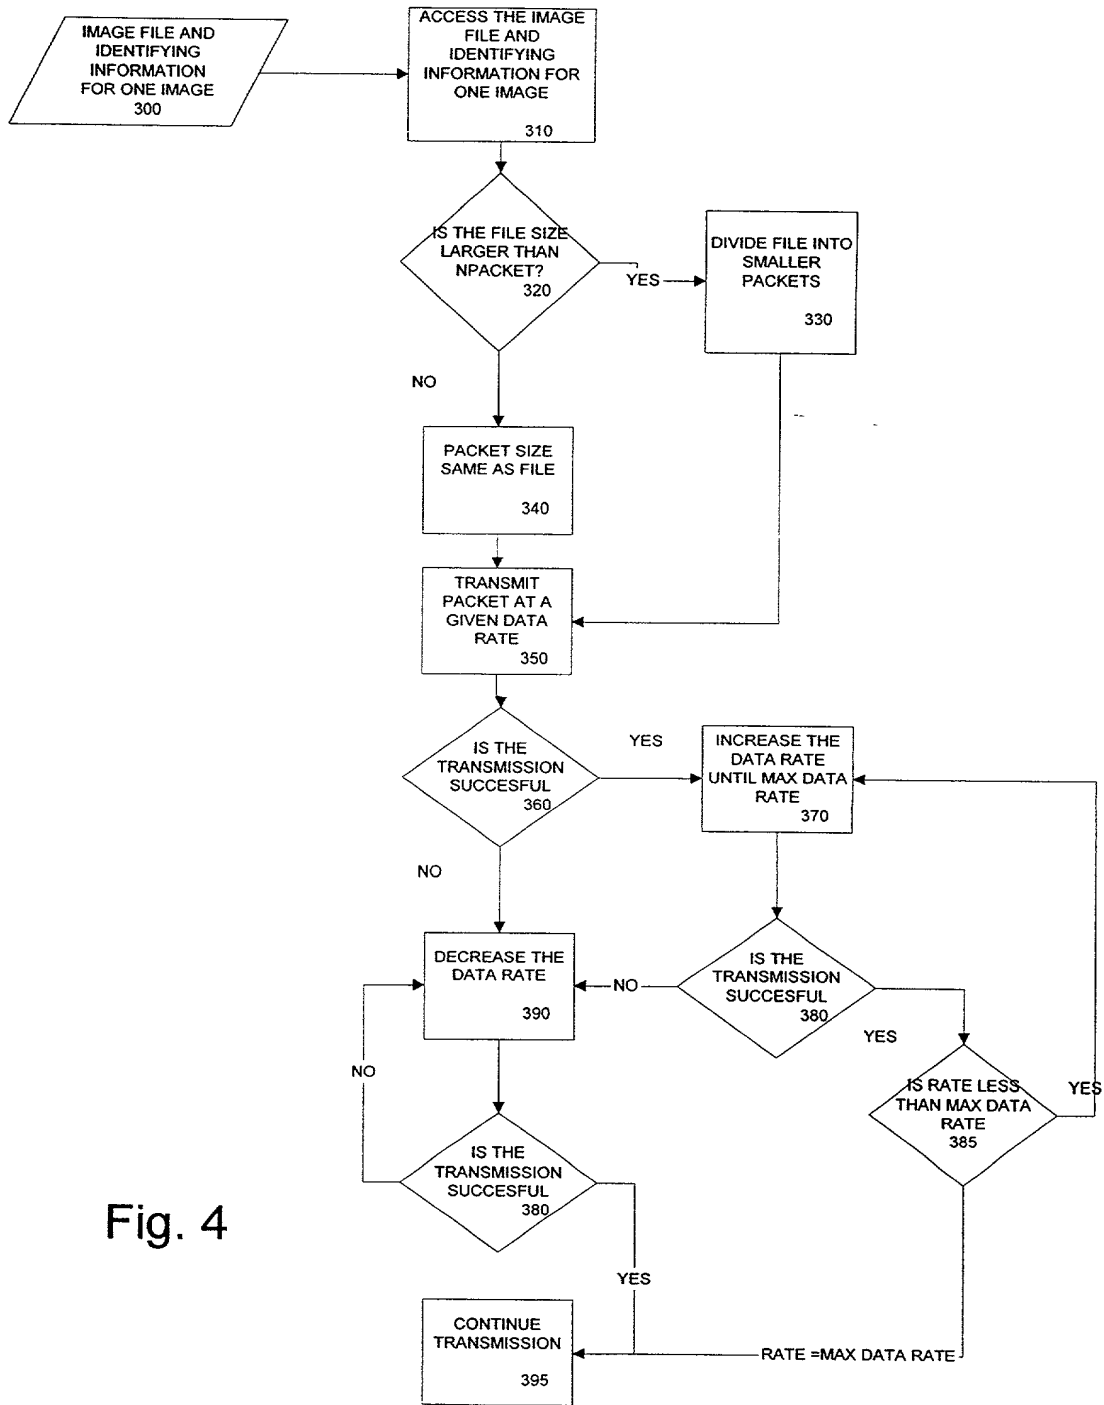 IMAGE FILE AND
IDENTIFYING
INFORMATION
FOR ONE IMAGE
300
ACCESS THE IMAGE
FILE AND
IDENTIFYING
INFORMATION FOR
ONE IMAGE
310
IS THE FILE SIZE
LARGER THAN
NPACKET?
320
YES
DIVIDE FILE INTO
SMALLER
PACKETS
330
NO
PACKET SIZE
SAME AS FILE
340
TRANSMIT
PACKET AT A
GIVEN DATA
RATE
350
IS THE
TRANSMISSION
SUCCESFUL
360
YES
INCREASE THE
DATA RATE
UNTIL MAX DATA
RATE
370
NO
DECREASE THE
DATA RATE
390
NO
IS THE
TRANSMISSION
SUCCESFUL
380
YES
IS RATE LESS
THAN MAX DATA
RATE
385
YES
NO
IS THE
TRANSMISSION
SUCCESFUL
380
YES
Fig. 4
CONTINUE
TRANSMISSION
395
RATE =MAX DATA RATE